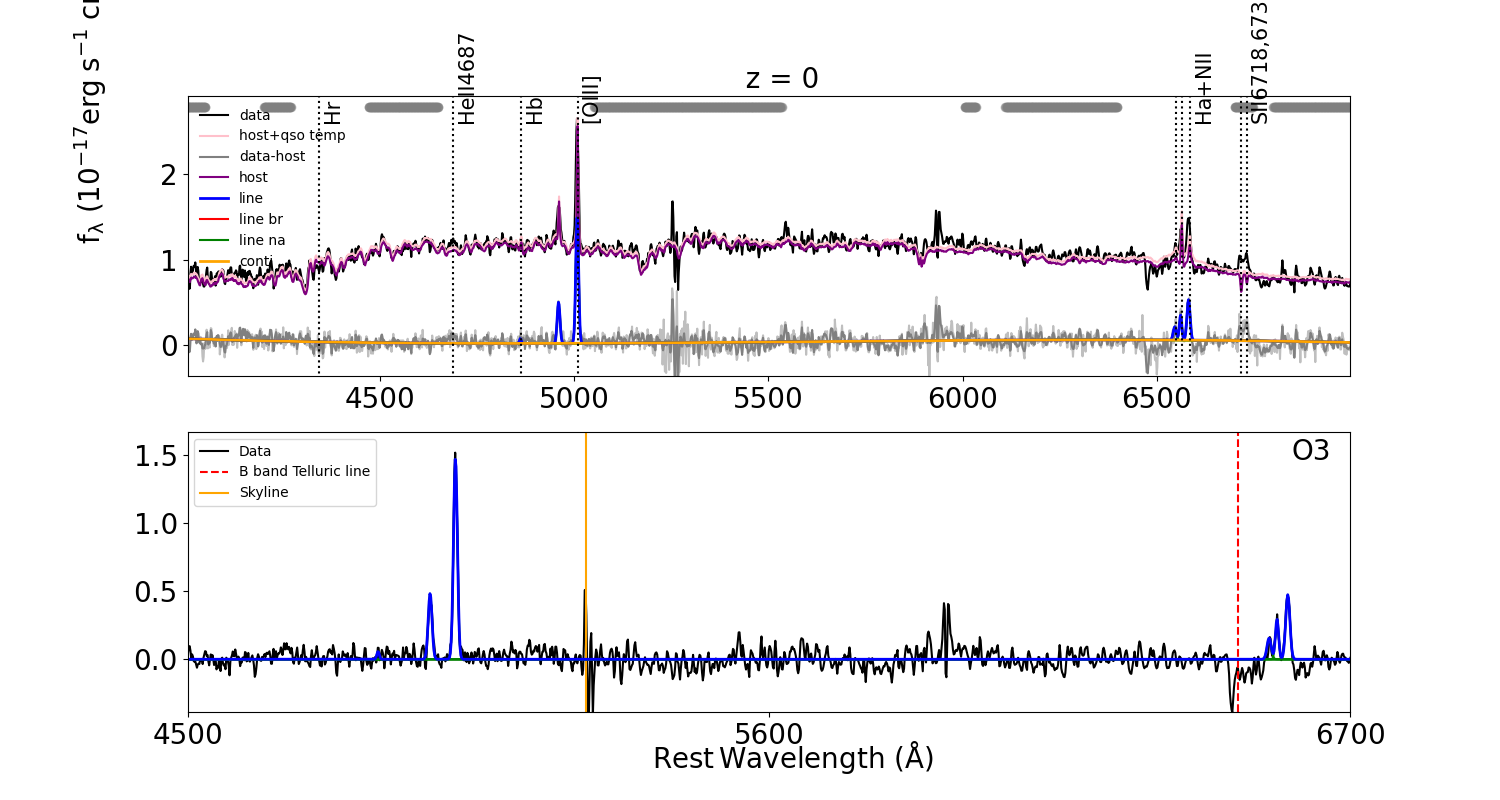 z = 0
f_λ (10^−17 erg s^−1 c
Hr
HeII4687
Hb
[OIII]
Ha+NII
SII6718,673
data
host+qso temp
data-host
host
line
line br
line na
conti
2
1
0
4500 5000 5500 6000 6500
Data
B band Telluric line
Skyline
O3
1.5
1.0
0.5
0.0
4500 5600 6700
Rest Wavelength (Å)